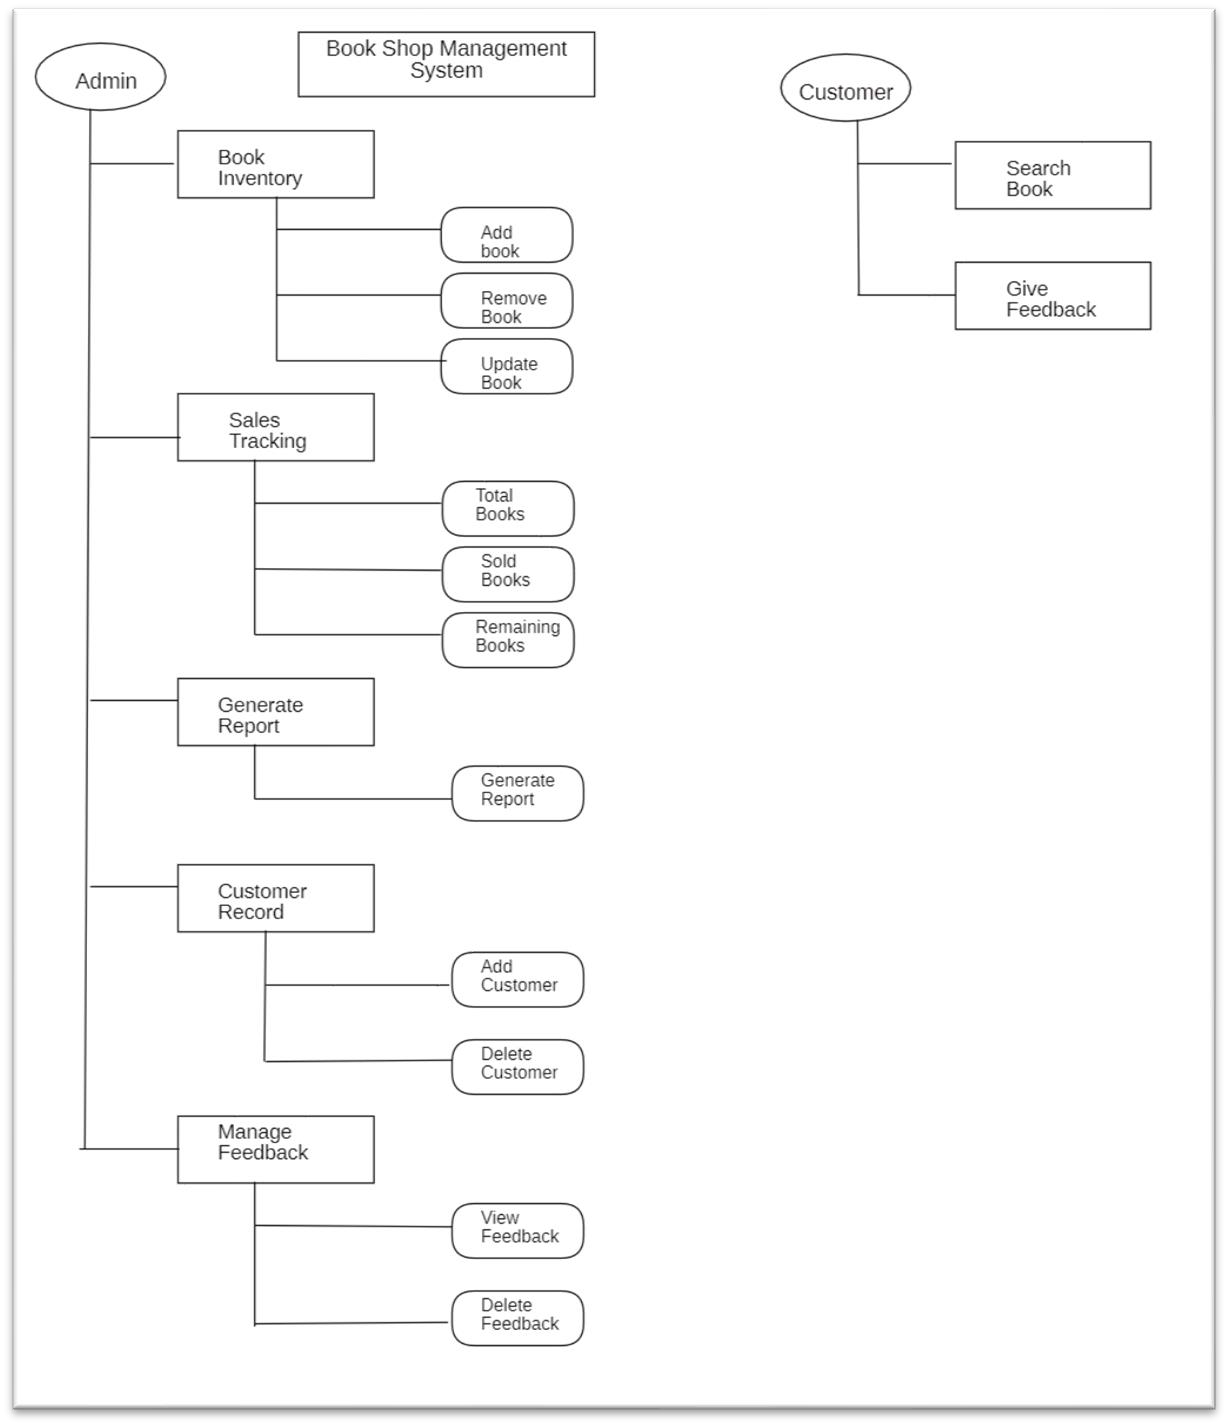 Admin
Book Shop Management
System
Book
Inventory
Add
book
Remove
Book
Update
Book
Sales
Tracking
Total
Books
Sold
Books
Remaining
Books
Generate
Report
Generate
Report
Customer
Record
Add
Customer
Delete
Customer
Manage
Feedback
View
Feedback
Delete
Feedback
Customer
Search
Book
Give
Feedback